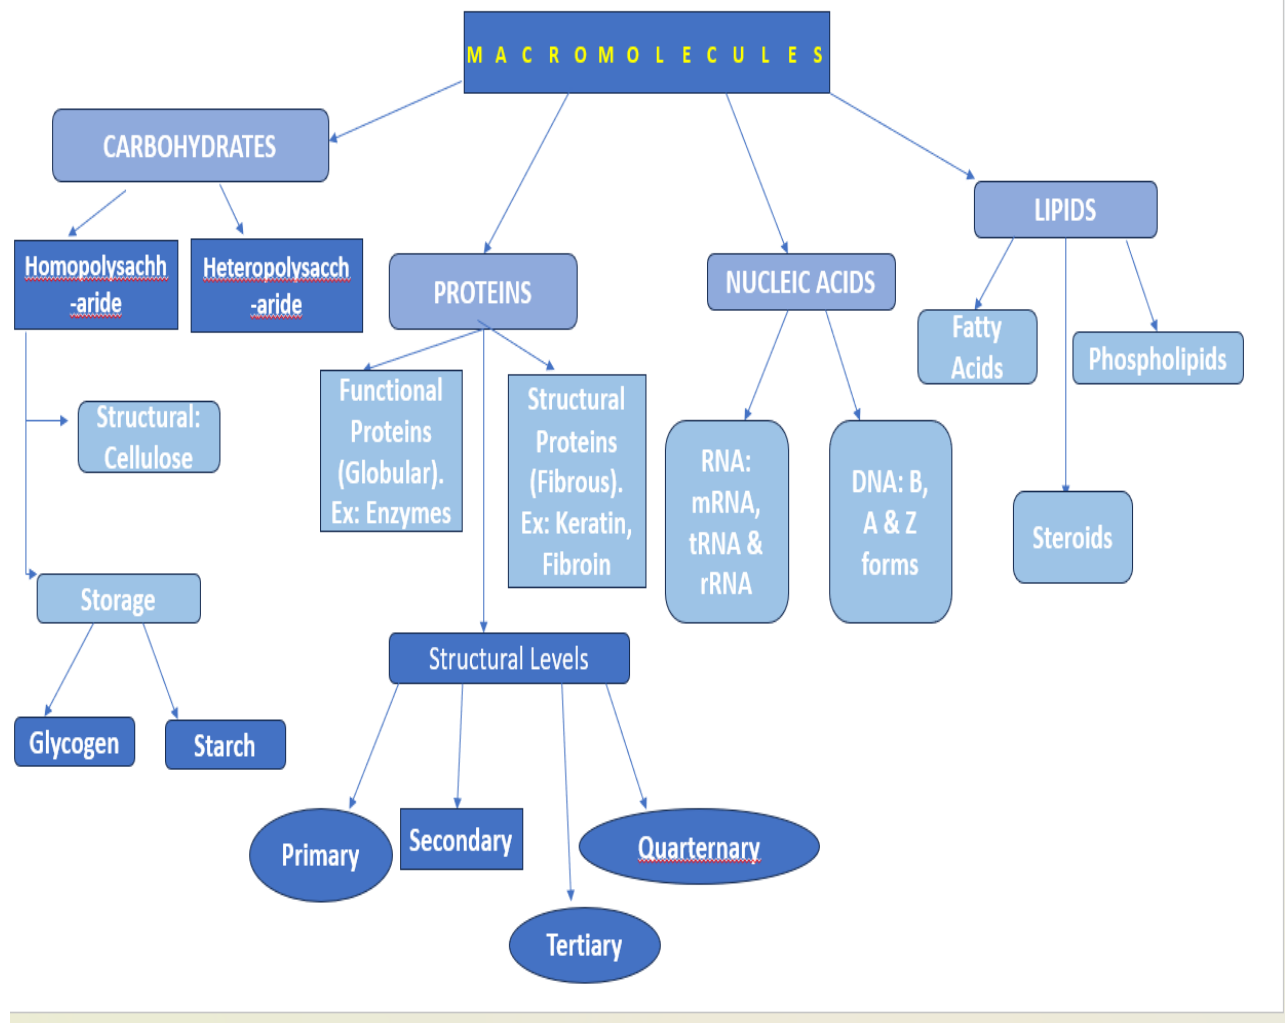 M A C R O M O L E C U L E S
CARBOHYDRATES
LIPIDS
Homopolysachh
-aride
Heteropolysacch
-aride
PROTEINS
NUCLEIC ACIDS
Fatty
Acids
Phospholipids
Structural:
Cellulose
Functional
Proteins
(Globular).
Ex: Enzymes
Structural
Proteins
(Fibrous).
Ex: Keratin,
Fibroin
RNA:
mRNA,
tRNA &
rRNA
DNA: B,
A & Z
forms
Steroids
Storage
Structural Levels
Glycogen
Starch
Primary
Secondary
Quarternary
Tertiary